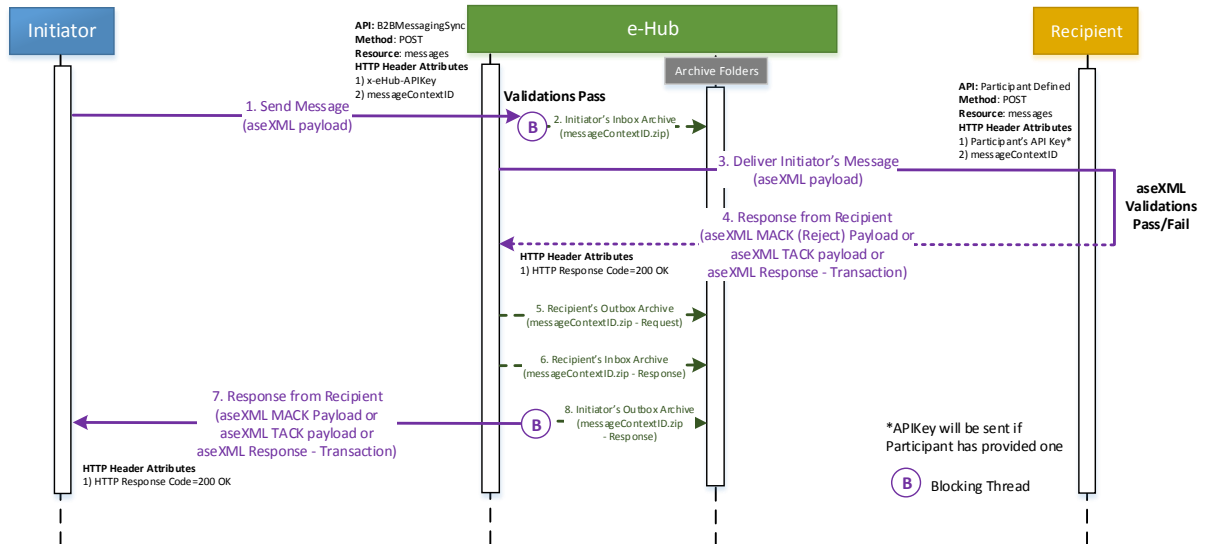 Initiator
API: B2BMessagingSync
Method: POST
Resource: messages
HTTP Header Attributes
1) x-eHub-APIKey
2) messageContextID
e-Hub
Archive Folders
Recipient
API: Participant Defined
Method: POST
Resource: messages
HTTP Header Attributes
1) Participant's API Key*
2) messageContextID
1. Send Message
(aseXML payload)
Validations Pass
B
2. Initiator's Inbox Archive
(messageContextID.zip)
3. Deliver Initiator's Message
(aseXML payload)
aseXML
Validations
Pass/Fail
4. Response from Recipient
(aseXML MACK (Reject) Payload or
aseXML TACK payload or
aseXML Response - Transaction)
HTTP Header Attributes
1) HTTP Response Code=200 OK
5. Recipient's Outbox Archive
(messageContextID.zip - Request)
6. Recipient's Inbox Archive
(messageContextID.zip - Response)
7. Response from Recipient
(aseXML MACK Payload or
aseXML TACK payload or
aseXML Response - Transaction)
B
8. Initiator's Outbox Archive
(messageContextID.zip
- Response)
HTTP Header Attributes
1) HTTP Response Code=200 OK
*APIKey will be sent if
Participant has provided one
B Blocking Thread